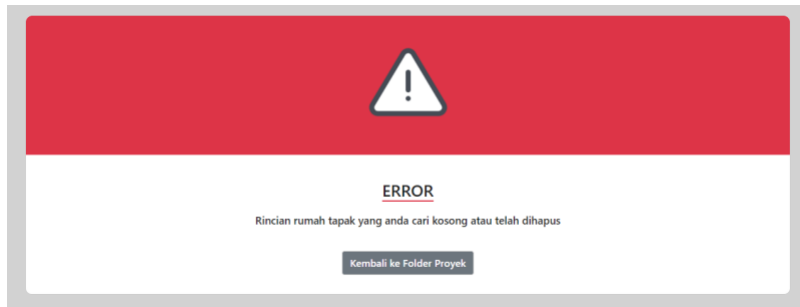 ERROR
Rincian rumah tapak yang anda cari kosong atau telah dihapus
Kembali ke Folder Proyek